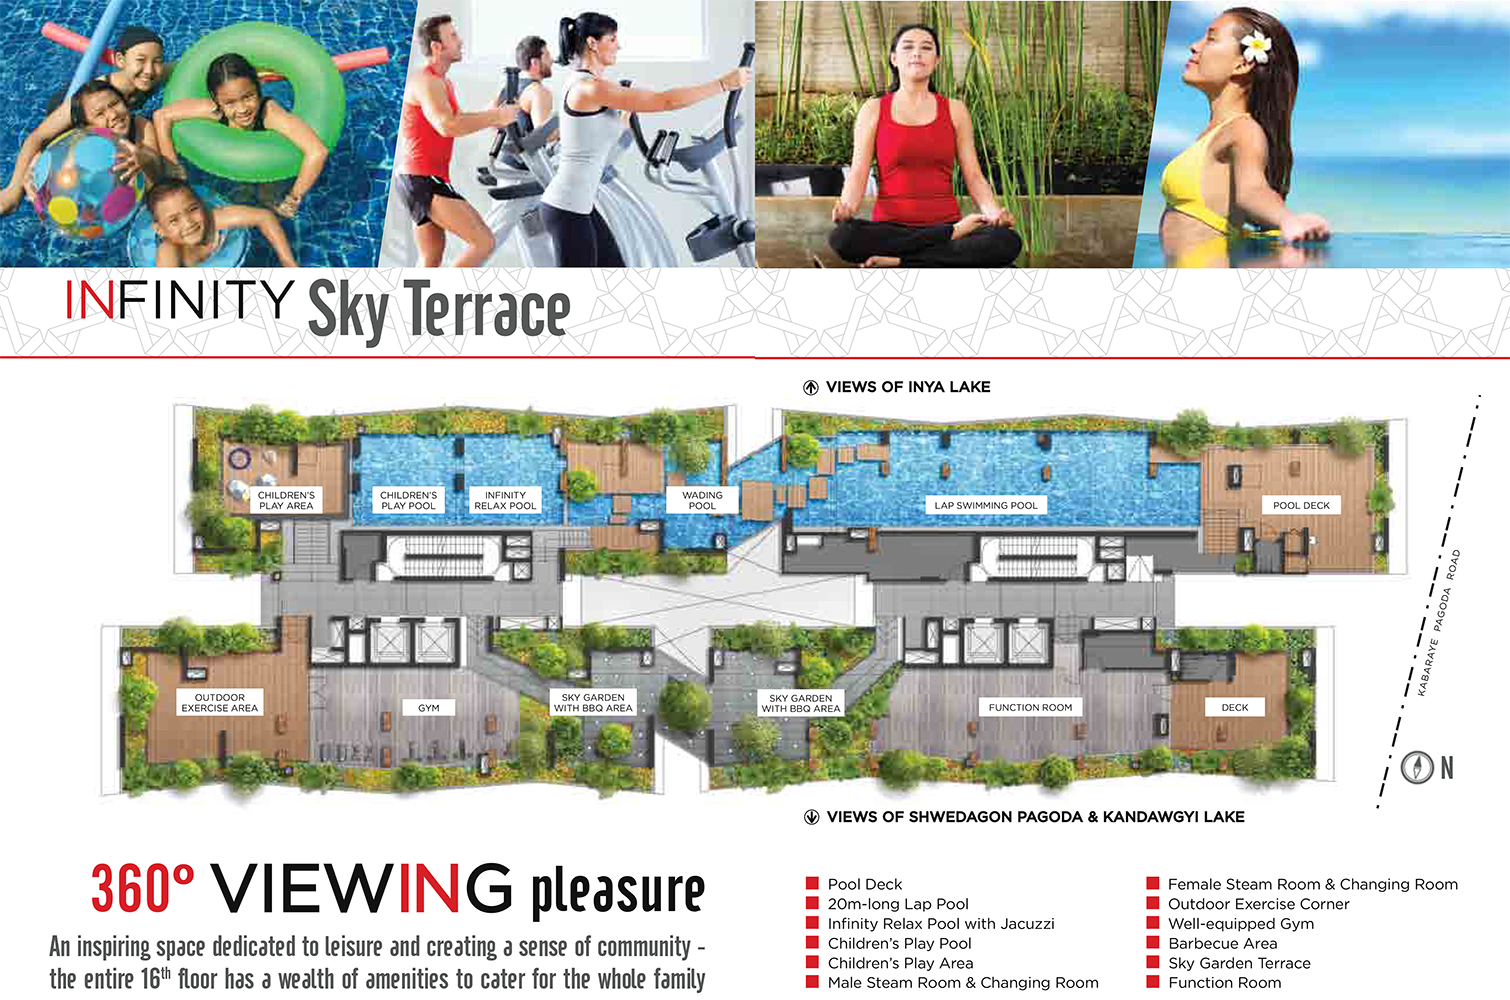 INFINITY Sky Terrace
VIEWS OF INYA LAKE
CHILDREN'S
PLAY AREA
CHILDREN'S
PLAY POOL
INFINITY
RELAX POOL
WADING
POOL
LAP SWIMMING POOL
POOL DECK
KABARAYE PAGODA ROAD
OUTDOOR
EXERCISE AREA
GYM
SKY GARDEN
WITH BBQ AREA
SKY GARDEN
WITH BBQ AREA
FUNCTION ROOM
DECK
N
VIEWS OF SHWEDAGON PAGODA & KANDAWGYI LAKE
360° VIEWING pleasure
An inspiring space dedicated to leisure and creating a sense of community -
the entire 16th floor has a wealth of amenities to cater for the whole family
Pool Deck
20m-long Lap Pool
Infinity Relax Pool with Jacuzzi
Children's Play Pool
Children's Play Area
Male Steam Room & Changing Room
Female Steam Room & Changing Room
Outdoor Exercise Corner
Well-equipped Gym
Barbecue Area
Sky Garden Terrace
Function Room